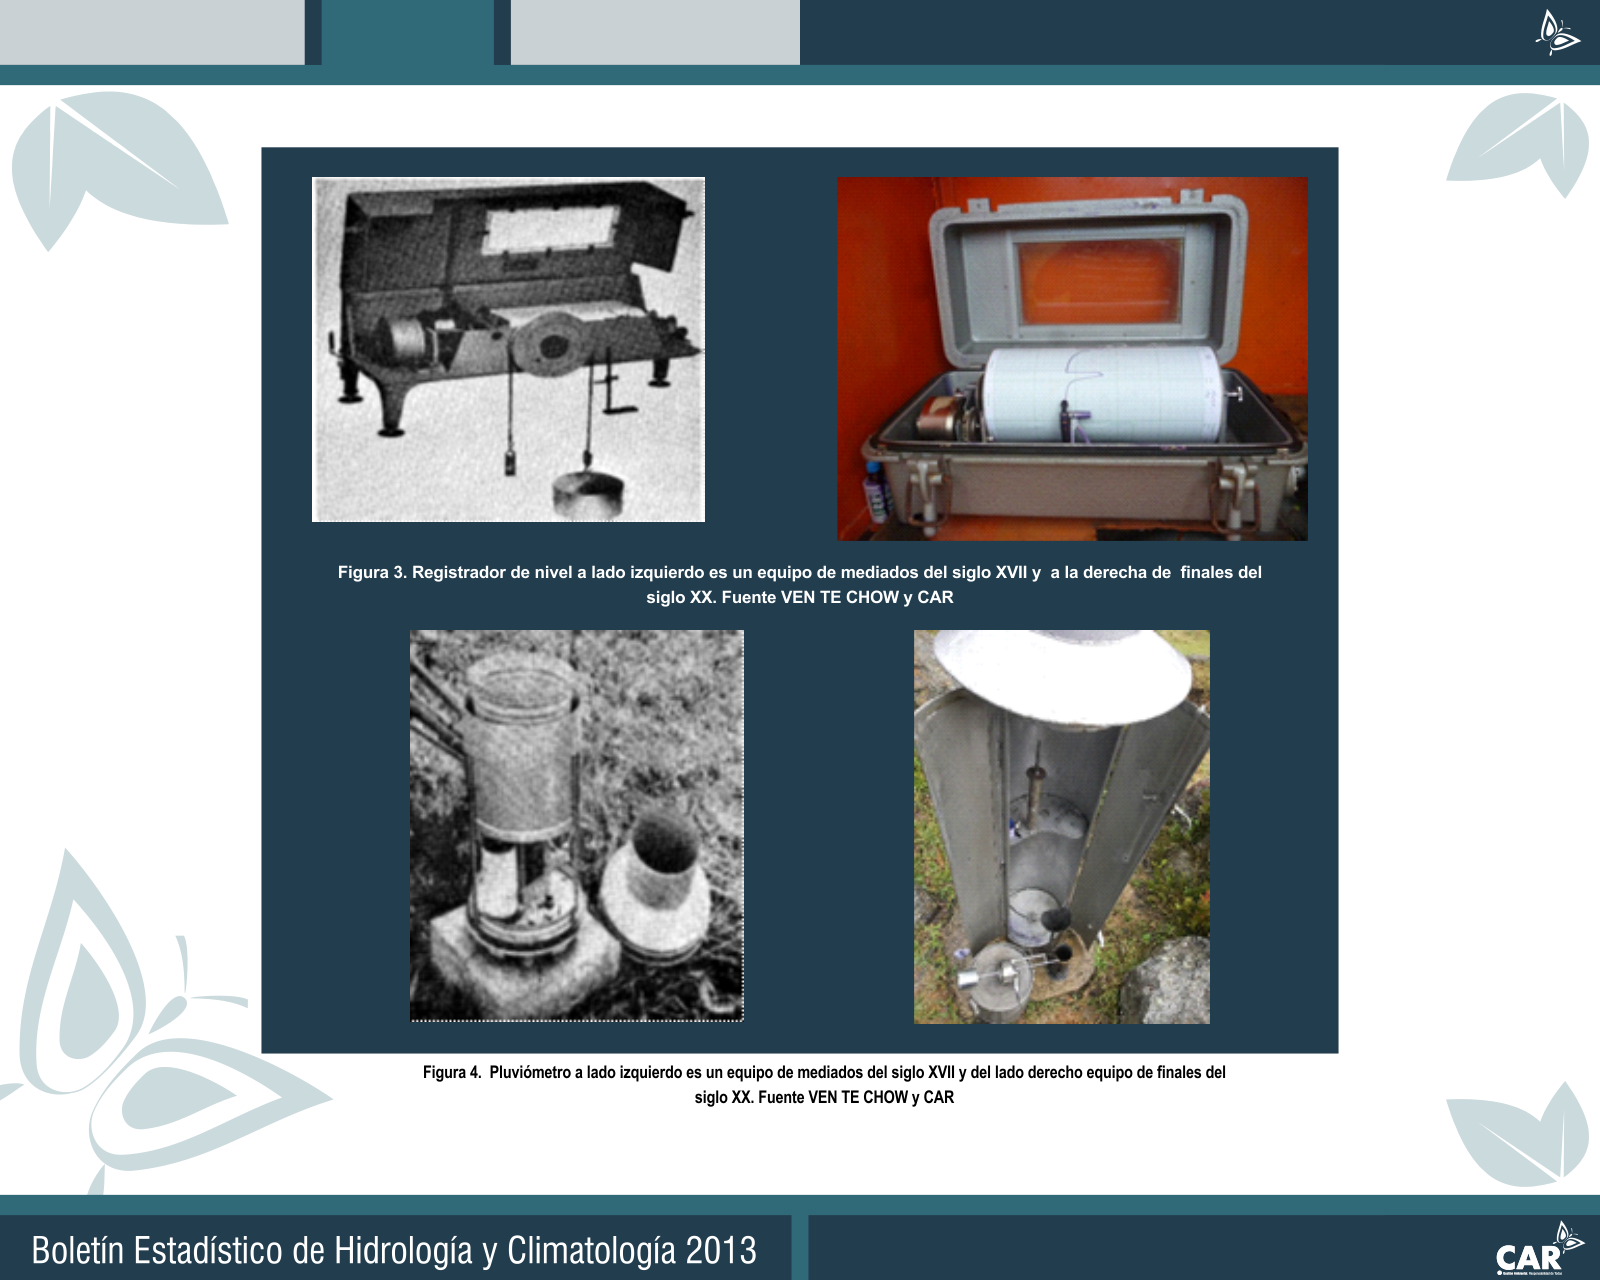 Figura 3. Registrador de nivel a lado izquierdo es un equipo de mediados del siglo XVII y  a la derecha de  finales del
siglo XX. Fuente VEN TE CHOW y CAR
Figura 4.  Pluviómetro a lado izquierdo es un equipo de mediados del siglo XVII y del lado derecho equipo de finales del
siglo XX. Fuente VEN TE CHOW y CAR
Boletín Estadístico de Hidrología y Climatología 2013
CAR